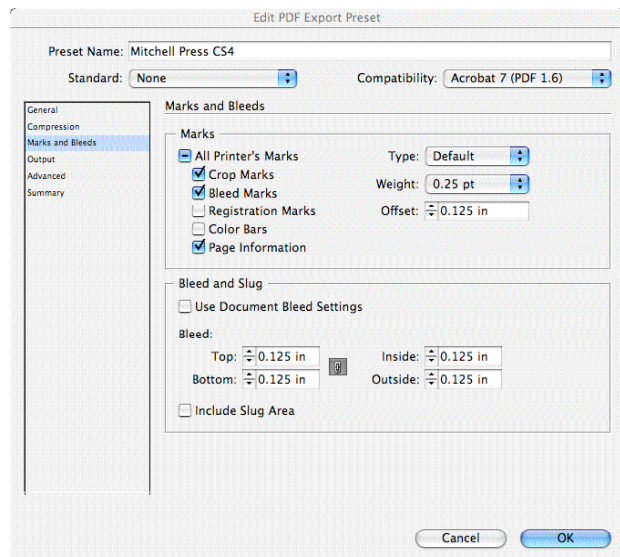 Edit PDF Export Preset
Preset Name: Mitchell Press CS4
Standard: None Compatibility: Acrobat 7 (PDF 1.6)
General
Compression
Marks and Bleeds
Output
Advanced
Summary
Marks and Bleeds
Marks
All Printer's Marks Type: Default
Crop Marks
Weight: 0.25 pt
Bleed Marks
Registration Marks Offset: 0.125 in
Color Bars
Page Information
Bleed and Slug
Use Document Bleed Settings
Bleed:
Top: 0.125 in Inside: 0.125 in
Bottom: 0.125 in Outside: 0.125 in
Include Slug Area
Cancel OK